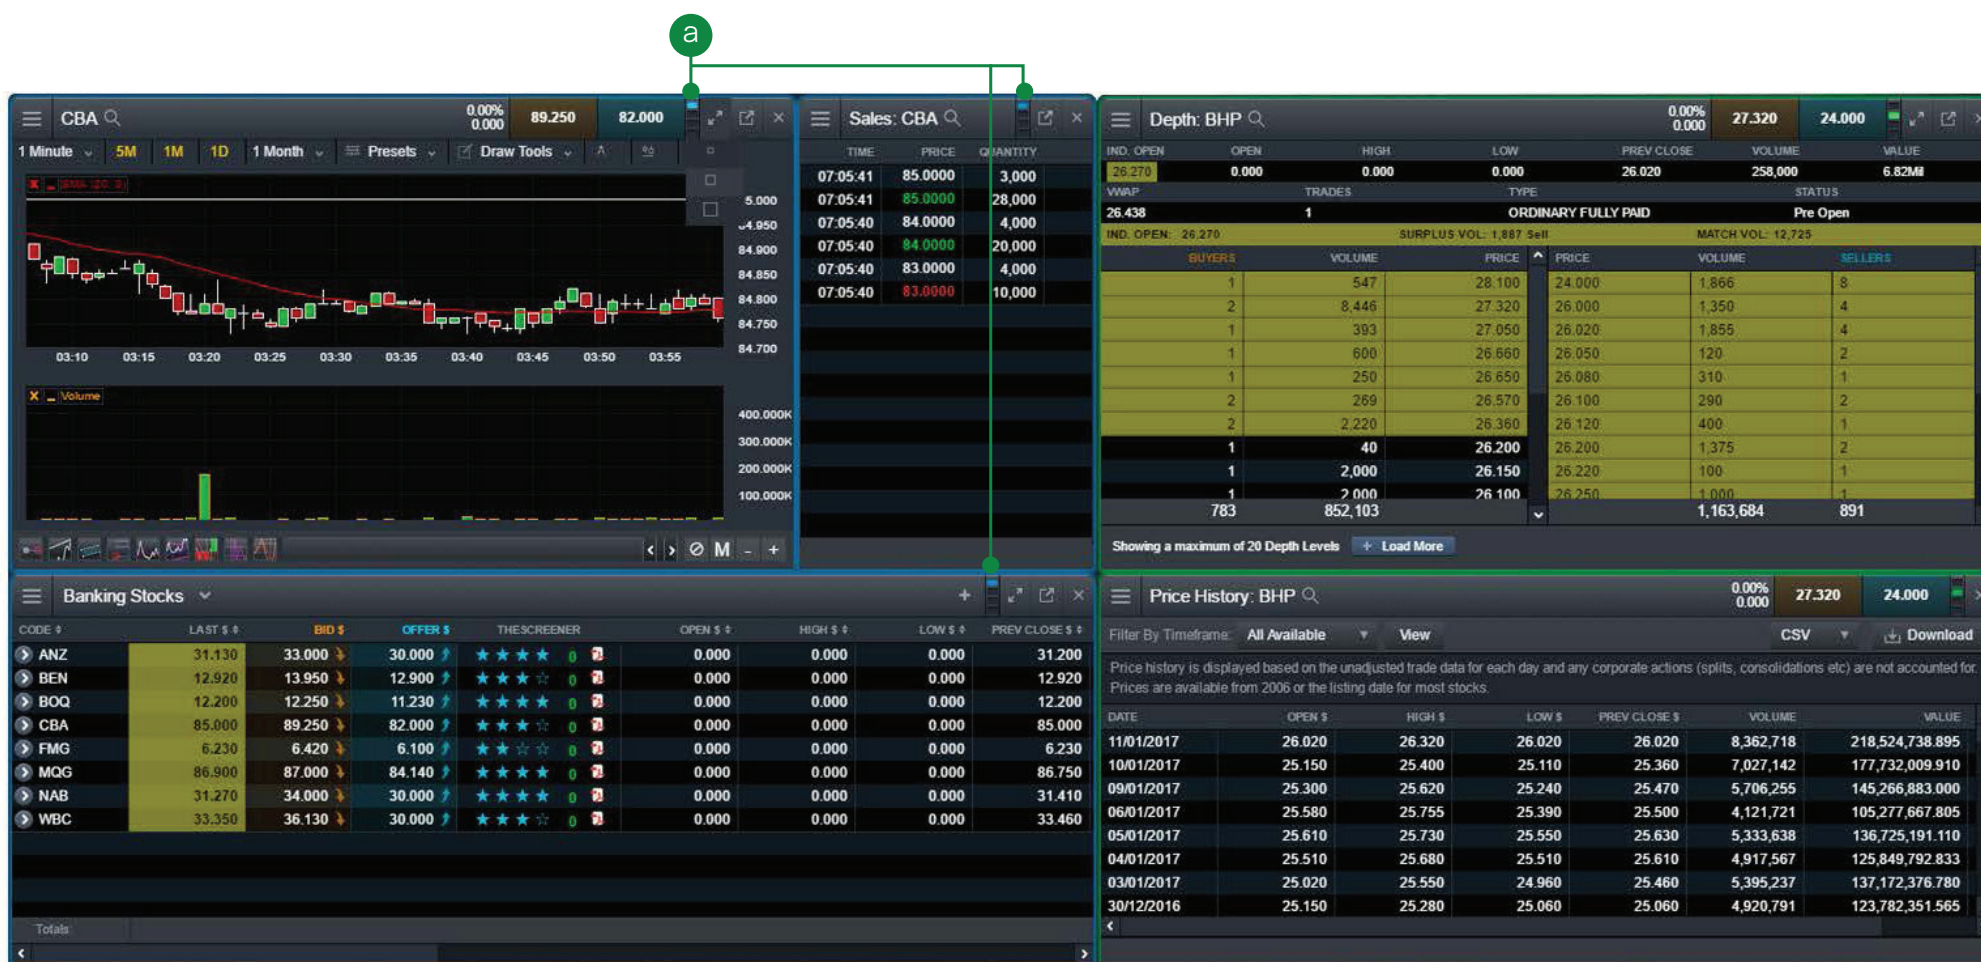 a
CBA 0.00% 0.000 89.250 82.000
1 Minute 5M 1M 1D 1 Month Presets Draw Tools
SMA (20, 0)
5.000
84.950
84.900
84.850
84.800
84.750
84.700
03:10 03:15 03:20 03:25 03:30 03:35 03:40 03:45 03:50 03:55
X Volume
400.000K
300.000K
200.000K
100.000K
M - +
Sales: CBA
TIME PRICE QUANTITY
07:05:41 85.0000 3,000
07:05:41 85.0000 28,000
07:05:40 84.0000 4,000
07:05:40 84.0000 20,000
07:05:40 83.0000 4,000
07:05:40 83.0000 10,000
Depth: BHP 0.00% 0.000 27.320 24.000
IND. OPEN OPEN HIGH LOW PREV CLOSE VOLUME VALUE
26.270 0.000 0.000 0.000 26.020 258,000 6.82Mil
VWAP TRADES TYPE STATUS
26.438 1 ORDINARY FULLY PAID Pre Open
IND. OPEN: 26.270 SURPLUS VOL: 1,887 Sell MATCH VOL: 12,725
BUYERS VOLUME PRICE PRICE VOLUME SELLERS
1 547 28.100 24.000 1,866 8
2 8,446 27.320 26.000 1,350 4
1 393 27.050 26.020 1,855 4
1 600 26.660 26.050 120 2
1 250 26.650 26.080 310 1
2 269 26.570 26.100 290 2
2 2,220 26.360 26.120 400 1
1 40 26.200 26.200 1,375 2
1 2,000 26.150 26.220 100 1
1 2 000 26 100 26 250 1 000 1
783 852,103 1,163,684 891
Showing a maximum of 20 Depth Levels + Load More
Banking Stocks +
CODE LAST $ BID $ OFFER $ THESCREENER OPEN $ HIGH $ LOW $ PREV CLOSE $
ANZ 31.130 33.000 30.000 0 0.000 0.000 0.000 31.200
BEN 12.920 13.950 12.900 0 0.000 0.000 0.000 12.920
BOQ 12.200 12.250 11.230 0 0.000 0.000 0.000 12.200
CBA 85.000 89.250 82.000 0 0.000 0.000 0.000 85.000
FMG 6.230 6.420 6.100 0 0.000 0.000 0.000 6.230
MQG 86.900 87.000 84.140 0 0.000 0.000 0.000 86.750
NAB 31.270 34.000 30.000 0 0.000 0.000 0.000 31.410
WBC 33.350 36.130 30.000 0 0.000 0.000 0.000 33.460
Totals
Price History: BHP 0.00% 0.000 27.320 24.000
Filter By Timeframe: All Available View CSV Download
Price history is displayed based on the unadjusted trade data for each day and any corporate actions (splits, consolidations etc) are not accounted for.
Prices are available from 2006 or the listing date for most stocks.
DATE OPEN $ HIGH $ LOW $ PREV CLOSE $ VOLUME VALUE
11/01/2017 26.020 26.320 26.020 26.020 8,362,718 218,524,738.895
10/01/2017 25.150 25.400 25.110 25.360 7,027,142 177,732,009.910
09/01/2017 25.300 25.620 25.240 25.470 5,706,255 145,266,883.000
06/01/2017 25.580 25.755 25.390 25.500 4,121,721 105,277,667.805
05/01/2017 25.610 25.730 25.550 25.630 5,333,638 136,725,191.110
04/01/2017 25.510 25.680 25.510 25.610 4,917,567 125,849,792.833
03/01/2017 25.020 25.550 24.960 25.460 5,395,237 137,172,376.780
30/12/2016 25.150 25.280 25.060 25.060 4,920,791 123,782,351.565